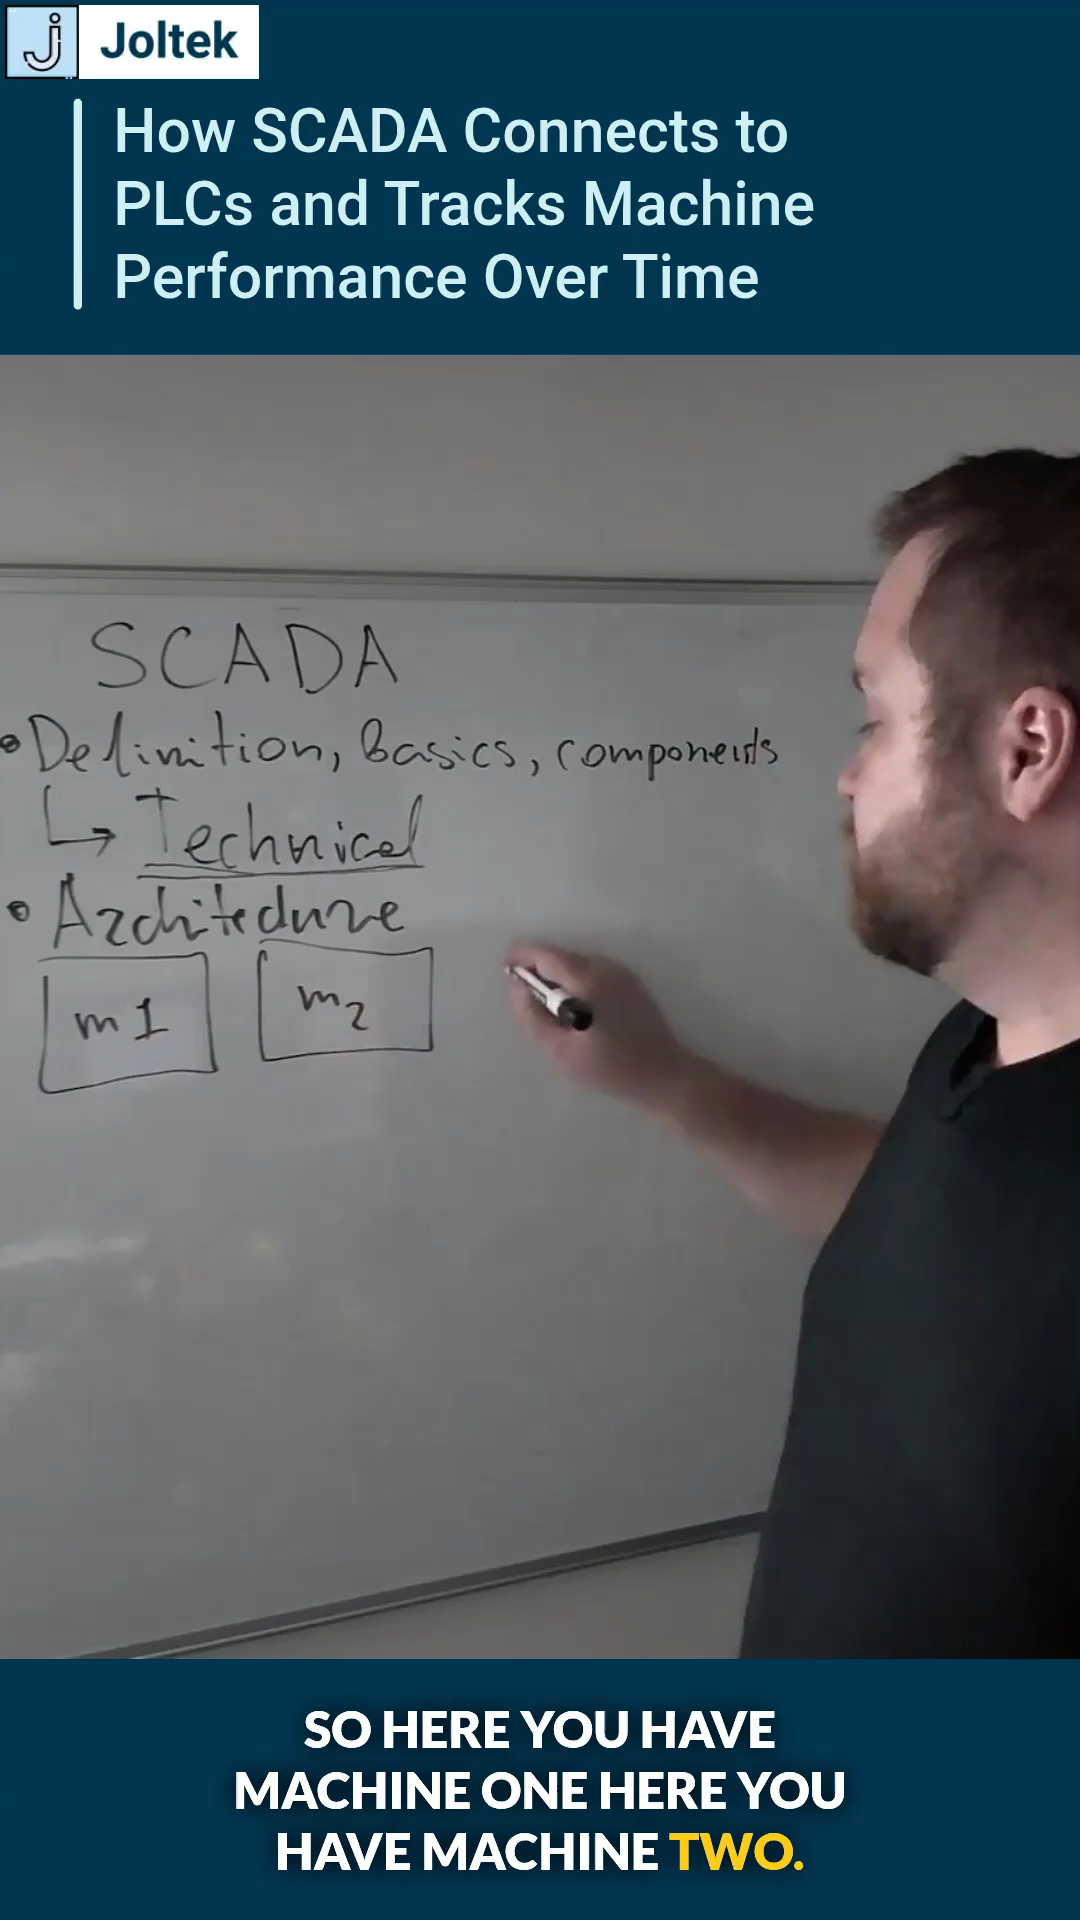 Joltek
How SCADA Connects to
PLCs and Tracks Machine
Performance Over Time
SCADA
• Definition, Basics, components
↳ Technical
• Architecture
m1
m2
SO HERE YOU HAVE
MACHINE ONE HERE YOU
HAVE MACHINE TWO.